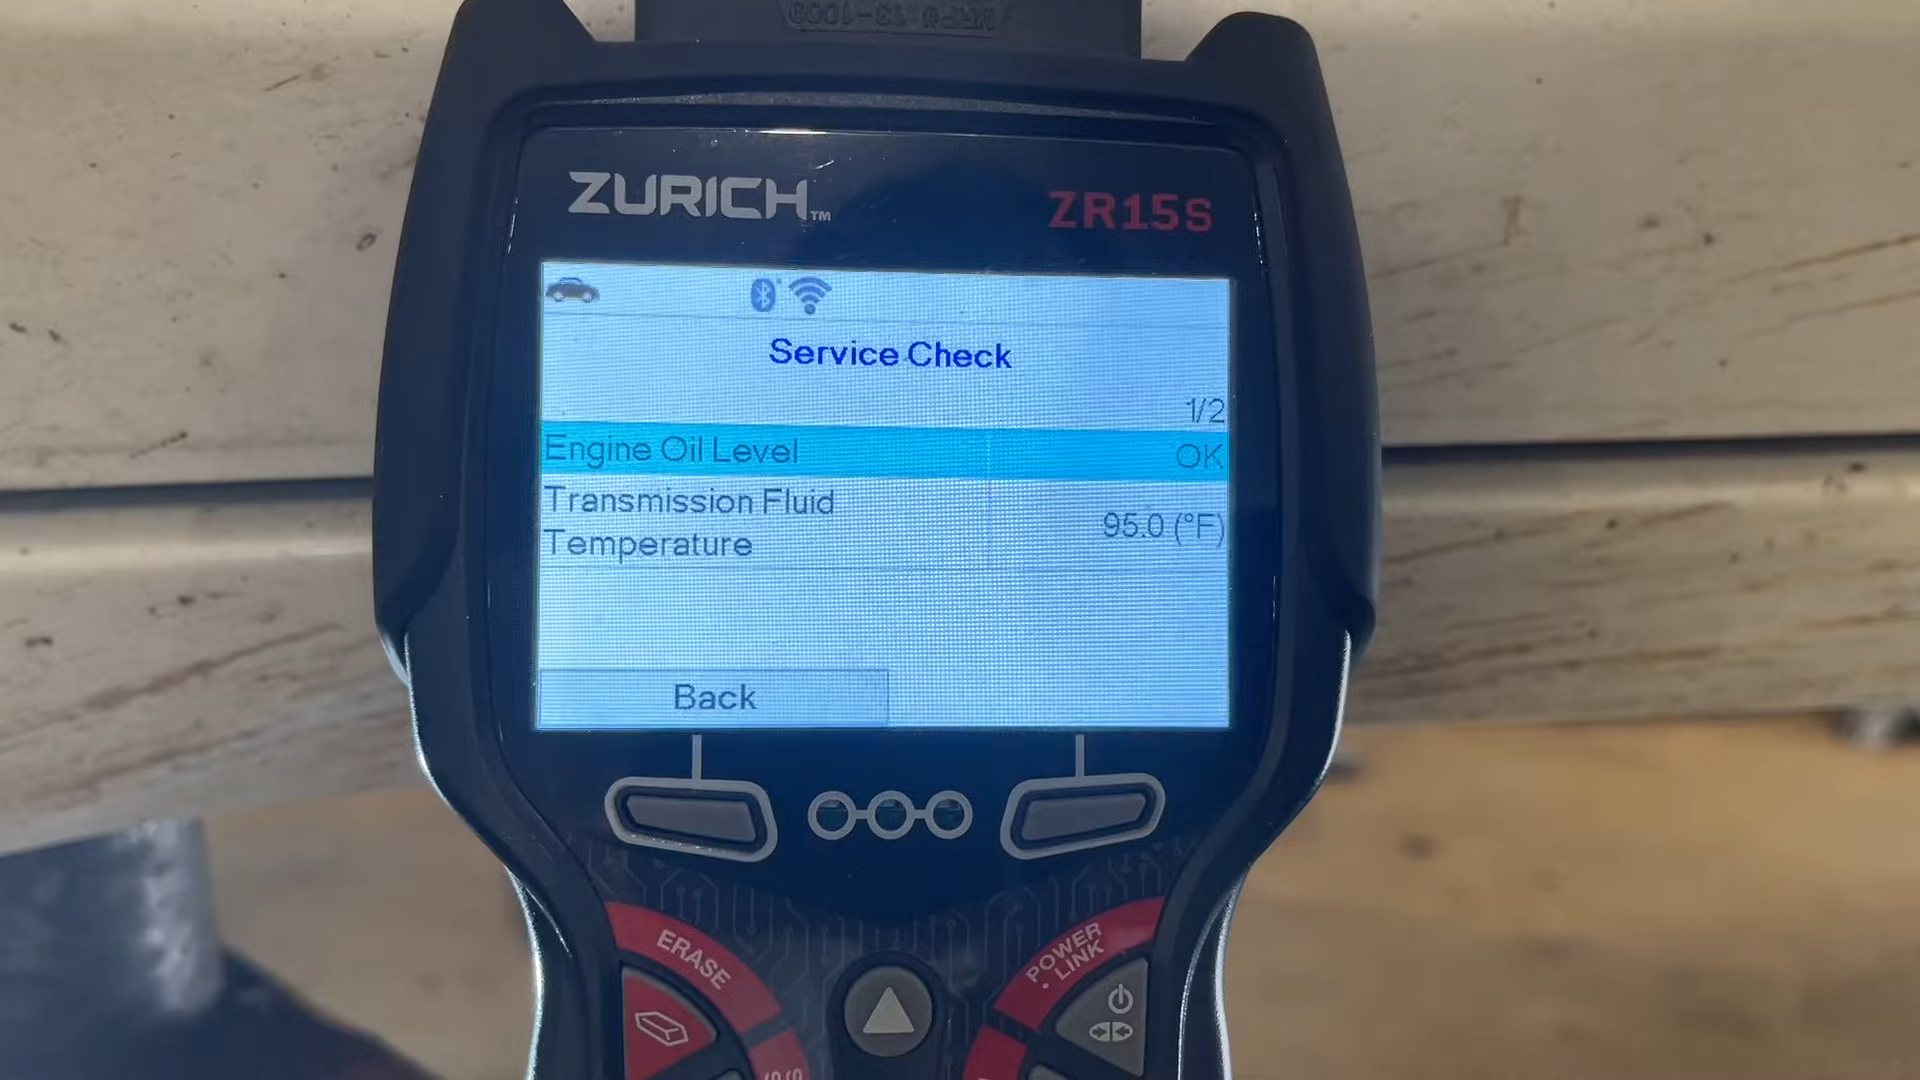 ZURICH™
ZR15S
Service Check
1/2
Engine Oil Level OK
Transmission Fluid
Temperature 95.0 (°F)
Back
ERASE
POWER
LINK